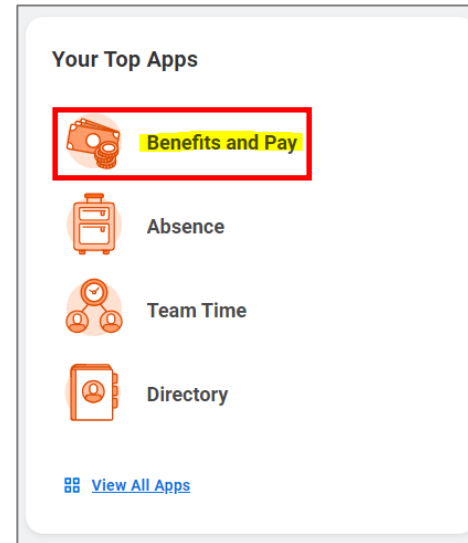 Your Top Apps
Benefits and Pay
Absence
Team Time
Directory
View All Apps